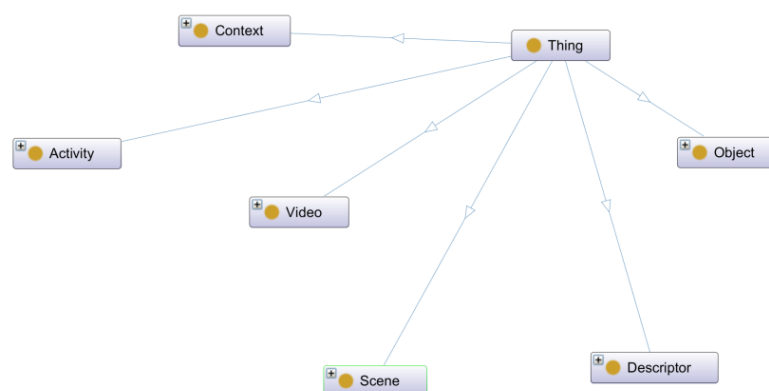 Context
Thing
Activity
Object
Video
Descriptor
Scene